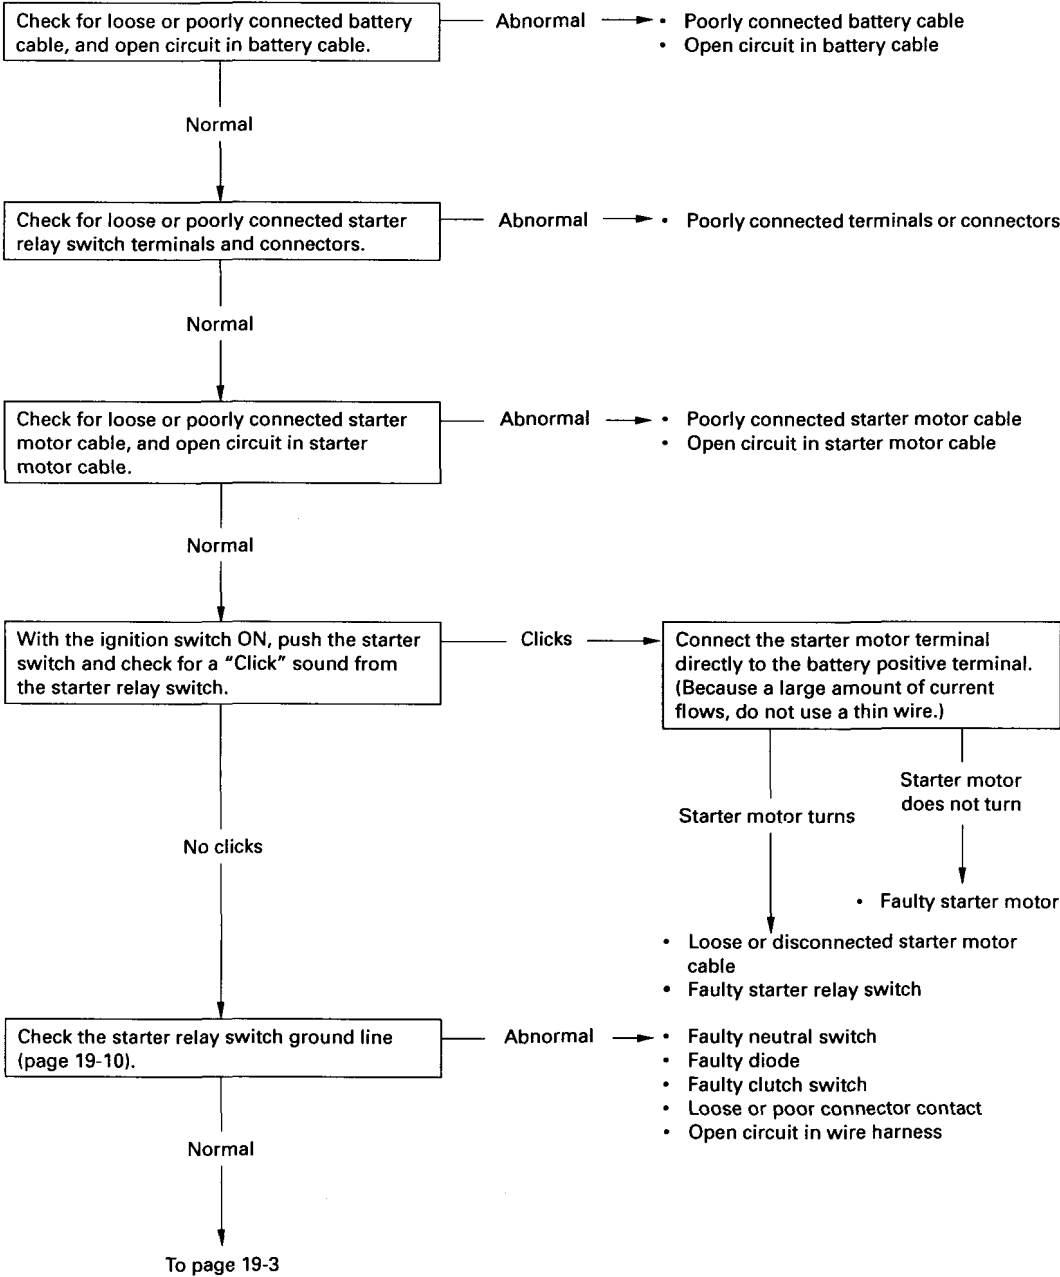 Check for loose or poorly connected battery
cable, and open circuit in battery cable.
Abnormal
• Poorly connected battery cable
• Open circuit in battery cable
Normal
Check for loose or poorly connected starter
relay switch terminals and connectors.
Abnormal
• Poorly connected terminals or connectors
Normal
Check for loose or poorly connected starter
motor cable, and open circuit in starter
motor cable.
Abnormal
• Poorly connected starter motor cable
• Open circuit in starter motor cable
Normal
With the ignition switch ON, push the starter
switch and check for a “Click” sound from
the starter relay switch.
Clicks
Connect the starter motor terminal
directly to the battery positive terminal.
(Because a large amount of current
flows, do not use a thin wire.)
Starter motor turns
Starter motor
does not turn
• Faulty starter motor
• Loose or disconnected starter motor
cable
• Faulty starter relay switch
No clicks
Check the starter relay switch ground line
(page 19-10).
Abnormal
• Faulty neutral switch
• Faulty diode
• Faulty clutch switch
• Loose or poor connector contact
• Open circuit in wire harness
Normal
To page 19-3